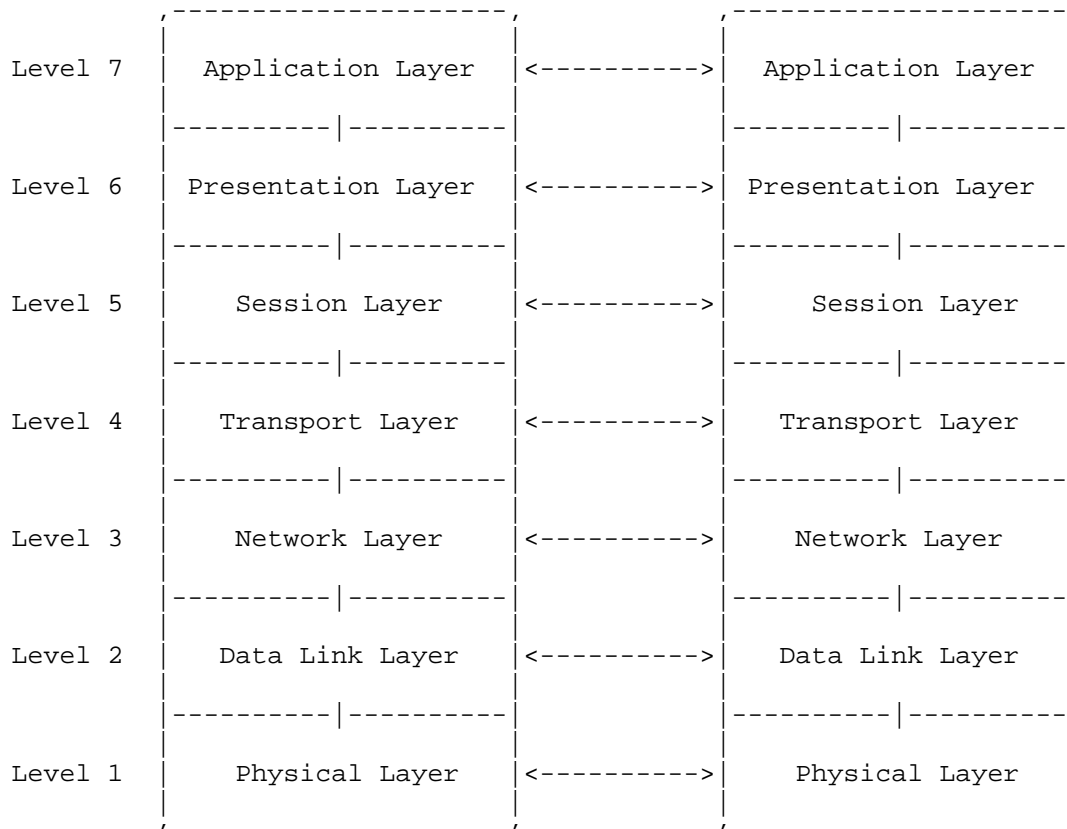 Level 7 Application Layer <----------> Application Layer
Level 6 Presentation Layer <----------> Presentation Layer
Level 5 Session Layer <----------> Session Layer
Level 4 Transport Layer <----------> Transport Layer
Level 3 Network Layer <----------> Network Layer
Level 2 Data Link Layer <----------> Data Link Layer
Level 1 Physical Layer <----------> Physical Layer